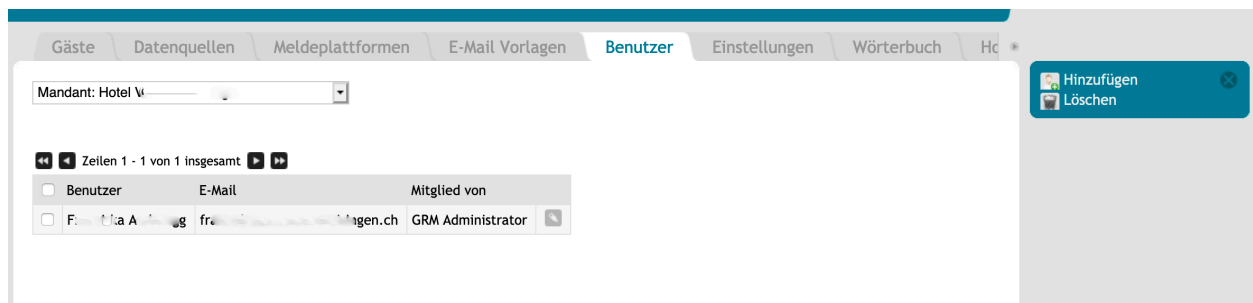 Gäste Datenquellen Meldeplattformen E-Mail Vorlagen Benutzer Einstellungen Wörterbuch
Mandant: Hotel
Hinzufügen
Löschen
Zeilen 1 - 1 von 1 insgesamt
Benutzer E-Mail Mitglied von
GRM Administrator